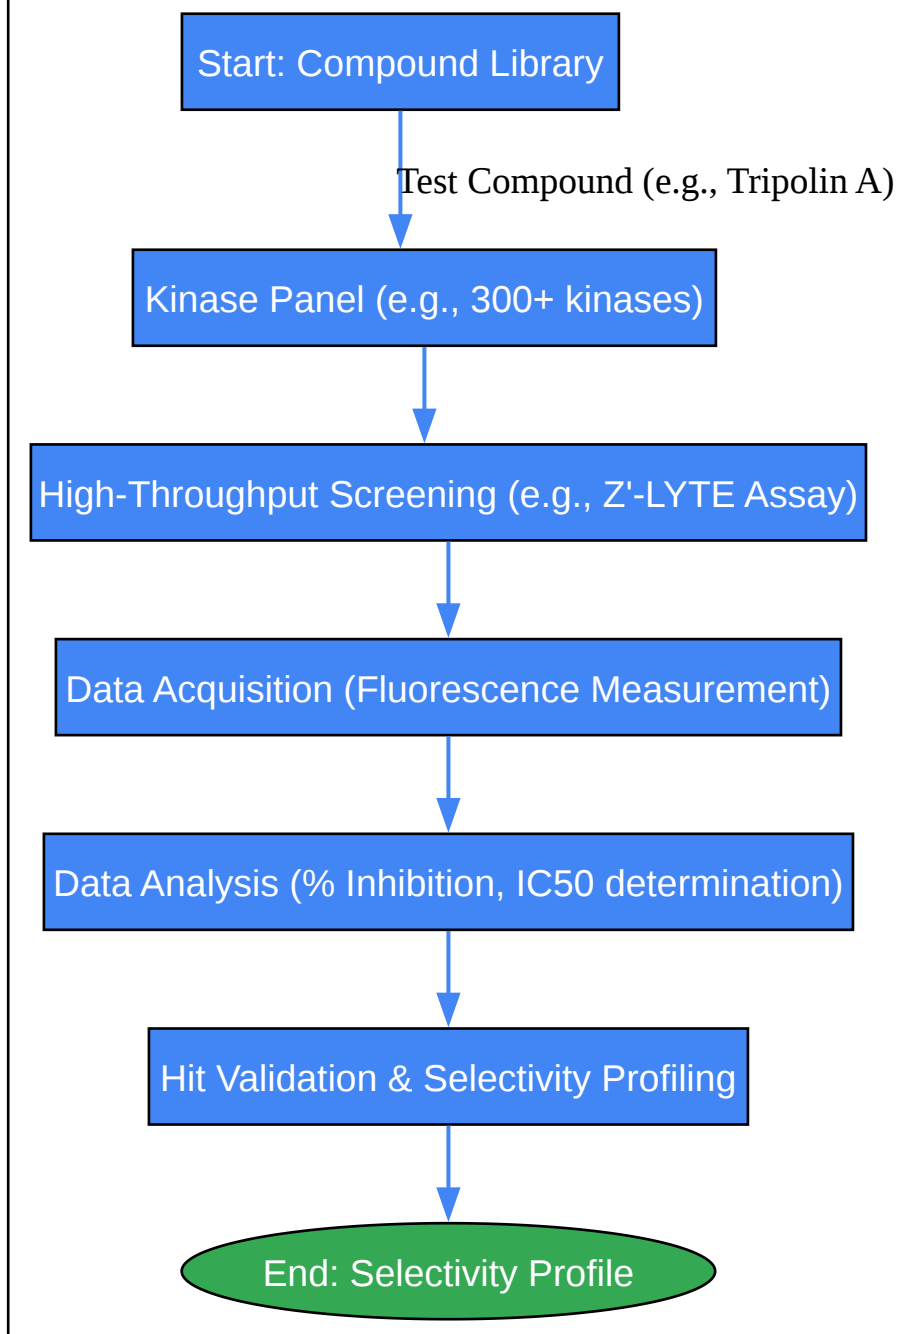 Start: Compound Library
Test Compound (e.g., Tripolin A)
Kinase Panel (e.g., 300+ kinases)
High-Throughput Screening (e.g., Z'-LYTE Assay)
Data Acquisition (Fluorescence Measurement)
Data Analysis (% Inhibition, IC50 determination)
Hit Validation & Selectivity Profiling
End: Selectivity Profile